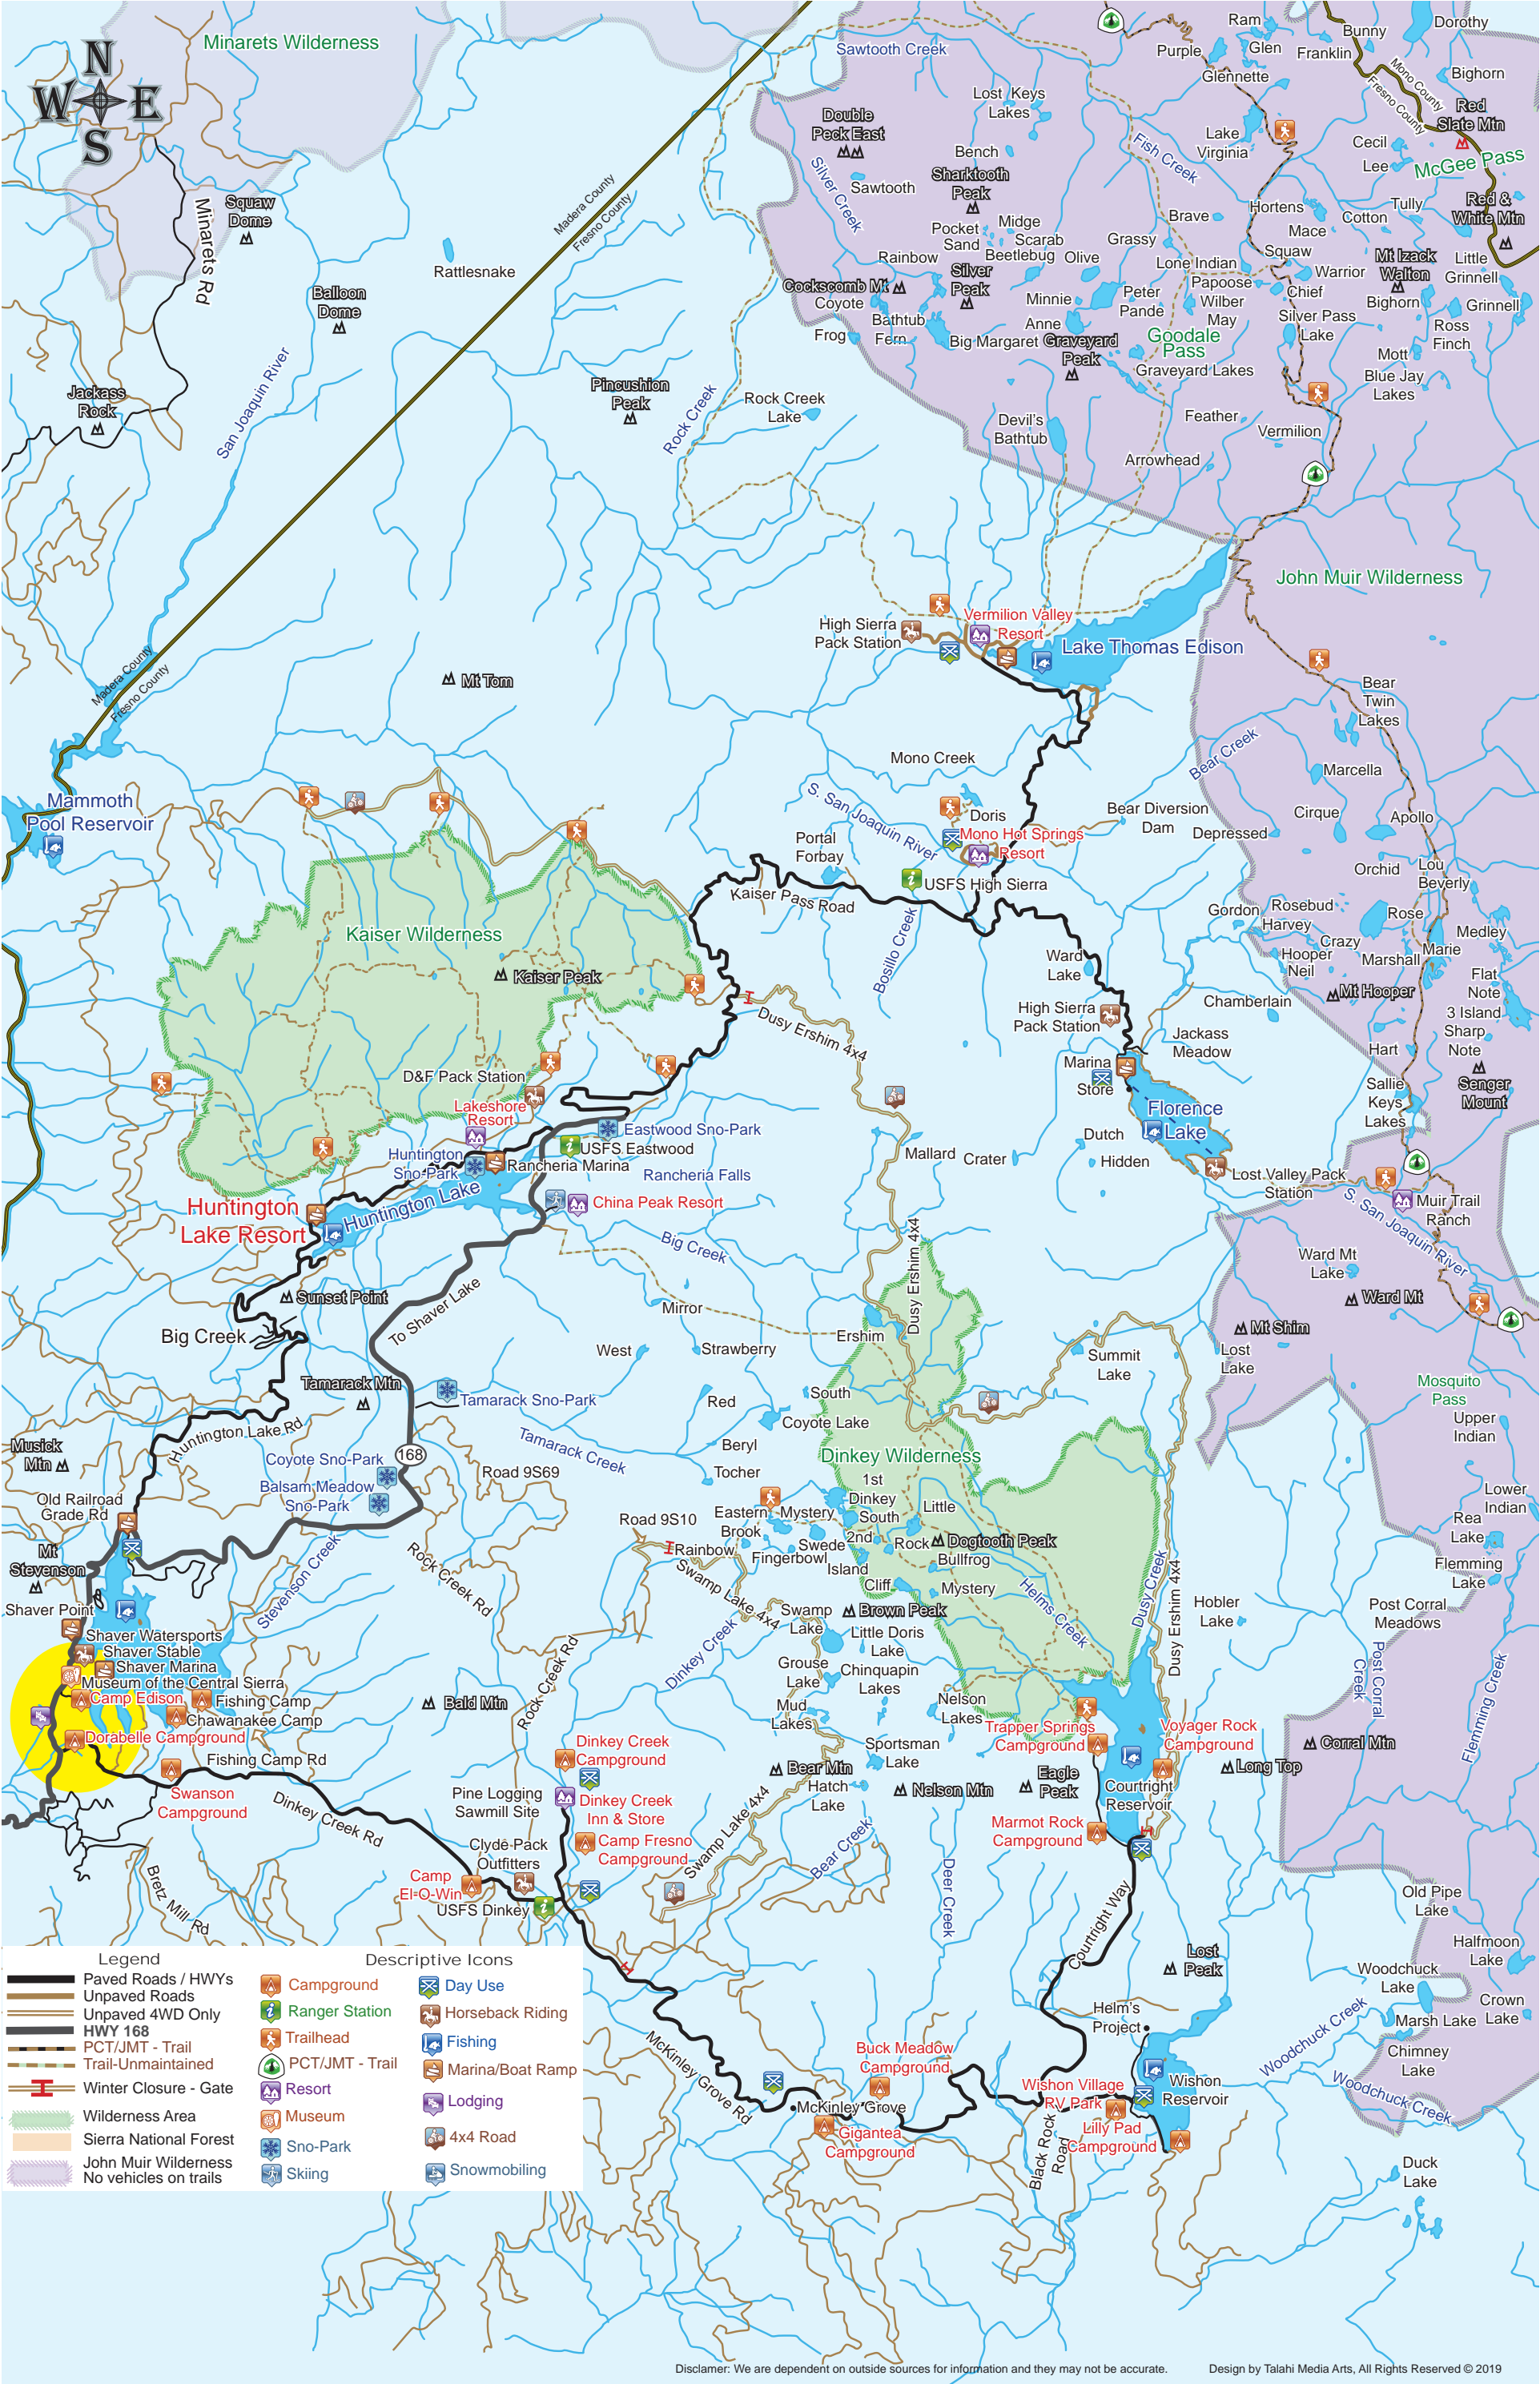 N
W E
S
Minarets Wilderness
Minarets Rd
Squaw
Dome
Balloon
Dome
Jackass
Rock
San Joaquin River
Rattlesnake
Madera County
Fresno County
Pincushion
Peak
Rock Creek
Rock Creek
Lake
Sawtooth Creek
Double
Peck East
Silver Creek
Sawtooth
Lost Keys
Lakes
Bench
Sharktooth
Peak
Pocket
Sand
Midge
Scarab
Beetlebug
Olive
Rainbow
Silver
Peak
Cockscomb Mt
Coyote
Bathtub
Frog
Fern
Big Margaret
Minnie
Anne
Graveyard
Peak
Peter
Pande
Grassy
Fish Creek
Brave
Lone Indian
Papoose
Wilber
May
Goodale
Pass
Graveyard Lakes
Devil's
Bathtub
Feather
Vermilion
Arrowhead
Purple
Ram
Glen
Glennette
Franklin
Bunny
Dorothy
Bighorn
Mono County
Fresno County
Red
Slate Mtn
Lake
Virginia
Cecil
Lee
McGee Pass
Hortens
Cotton
Tully
Red &
White Mtn
Mace
Squaw
Warrior
Chief
Mt Izack
Walton
Little
Grinnell
Bighorn
Grinnell
Silver Pass
Lake
Ross
Finch
Mott
Blue Jay
Lakes
John Muir Wilderness
High Sierra
Pack Station
Vermilion Valley
Resort
Lake Thomas Edison
Mt Tom
Madera County
Fresno County
Mammoth
Pool Reservoir
Mono Creek
S. San Joaquin River
Doris
Mono Hot Springs
Resort
Portal
Forbay
USFS High Sierra
Kaiser Pass Road
Bosillo Creek
Bear Creek
Bear Diversion
Dam
Depressed
Bear
Twin
Lakes
Marcella
Cirque
Apollo
Orchid
Lou
Beverly
Gordon
Rosebud
Harvey
Rose
Crazy
Marie
Medley
Hooper
Neil
Marshall
Flat
Note
Mt Hooper
Chamberlain
3 Island
Sharp
Note
Hart
Senger
Mount
Sallie
Keyes
Lakes
Kaiser Wilderness
Kaiser Peak
Dusy Ershim 4x4
Ward
Lake
High Sierra
Pack Station
Jackass
Meadow
Marina
Store
Florence
Lake
Dutch
Hidden
Lost Valley Pack
Station
Muir Trail
Ranch
S. San Joaquin River
D&F Pack Station
Lakeshore
Resort
Huntington
Sno-Park
Eastwood Sno-Park
USFS Eastwood
Rancheria Marina
Rancheria Falls
Huntington Lake
Huntington
Lake Resort
China Peak Resort
Big Creek
Mallard
Crater
Sunset Point
Big Creek
To Shaver Lake
Mirror
Ershim
Dusy Ershim 4x4
West
Strawberry
Ward Mt
Lake
Ward Mt
Mt Shim
Lost
Lake
Summit
Lake
Mosquito
Pass
Upper
Indian
Tamarack Mtn
Tamarack Sno-Park
Tamarack Creek
Red
South
Coyote Lake
Huntington Lake Rd
Musick
Mtn
168
Coyote Sno-Park
Balsam Meadow
Sno-Park
Road 9S69
Beryl
Tocher
Dinkey Wilderness
1st
Dinkey
South
2nd
Little
Rock
Dogtooth Peak
Bullfrog
Mystery
Eastern
Brook
Mystery
Swede
Fingerbowl
Island
Cliff
Rainbow
Road 9S10
Swamp Lake 4x4
Old Railroad
Grade Rd
Mt
Stevenson
Stevenson Creek
Rock Creek Rd
Helms Creek
Dusy Creek
Dusy Ershim 4x4
Lower
Indian
Rea
Lake
Flemming
Lake
Hobler
Lake
Post Corral
Meadows
Post Corral
Creek
Flemming Creek
Shaver Point
Shaver Watersports
Shaver Stable
Shaver Marina
Museum of the Central Sierra
Camp Edison
Fishing Camp
Chawanakee Camp
Dorabelle Campground
Fishing Camp Rd
Swanson
Campground
Dinkey Creek Rd
Bald Mtn
Rock Creek Rd
Dinkey Creek
Swamp
Lake
Brown Peak
Little Doris
Lake
Grouse
Lake
Chinquapin
Lakes
Mud
Lakes
Nelson
Lakes
Sportsman
Lake
Bear Mtn
Hatch
Lake
Nelson Mtn
Trapper Springs
Campground
Voyager Rock
Campground
Eagle
Peak
Courtright
Reservoir
Long Top
Corral Mtn
Marmot Rock
Campground
Dinkey Creek
Campground
Pine Logging
Sawmill Site
Dinkey Creek
Inn & Store
Camp Fresno
Campground
Clyde Pack
Outfitters
Camp
El-O-Win
USFS Dinkey
Swamp Lake 4x4
Bear Creek
Deer Creek
Courtright Way
Bretz Mill Rd
Lost
Peak
Old Pipe
Lake
Halfmoon
Lake
Woodchuck
Lake
Crown
Lake
Marsh Lake
Chimney
Lake
Woodchuck Creek
Woodchuck Creek
Helm's
Project
Wishon
Reservoir
McKinley Grove Rd
McKinley Grove
Buck Meadow
Campground
Gigantea
Campground
Wishon Village
RV Park
Lilly Pad
Campground
Black Rock
Road
Duck
Lake
Legend
Paved Roads / HWYs
Unpaved Roads
Unpaved 4WD Only
HWY 168
PCT/JMT - Trail
Trail-Unmaintained
Winter Closure - Gate
Wilderness Area
Sierra National Forest
John Muir Wilderness
No vehicles on trails
Descriptive Icons
Campground
Ranger Station
Trailhead
PCT/JMT - Trail
Resort
Museum
Sno-Park
Skiing
Day Use
Horseback Riding
Fishing
Marina/Boat Ramp
Lodging
4x4 Road
Snowmobiling
Disclamer: We are dependent on outside sources for information and they may not be accurate.
Design by Talahi Media Arts, All Rights Reserved © 2019